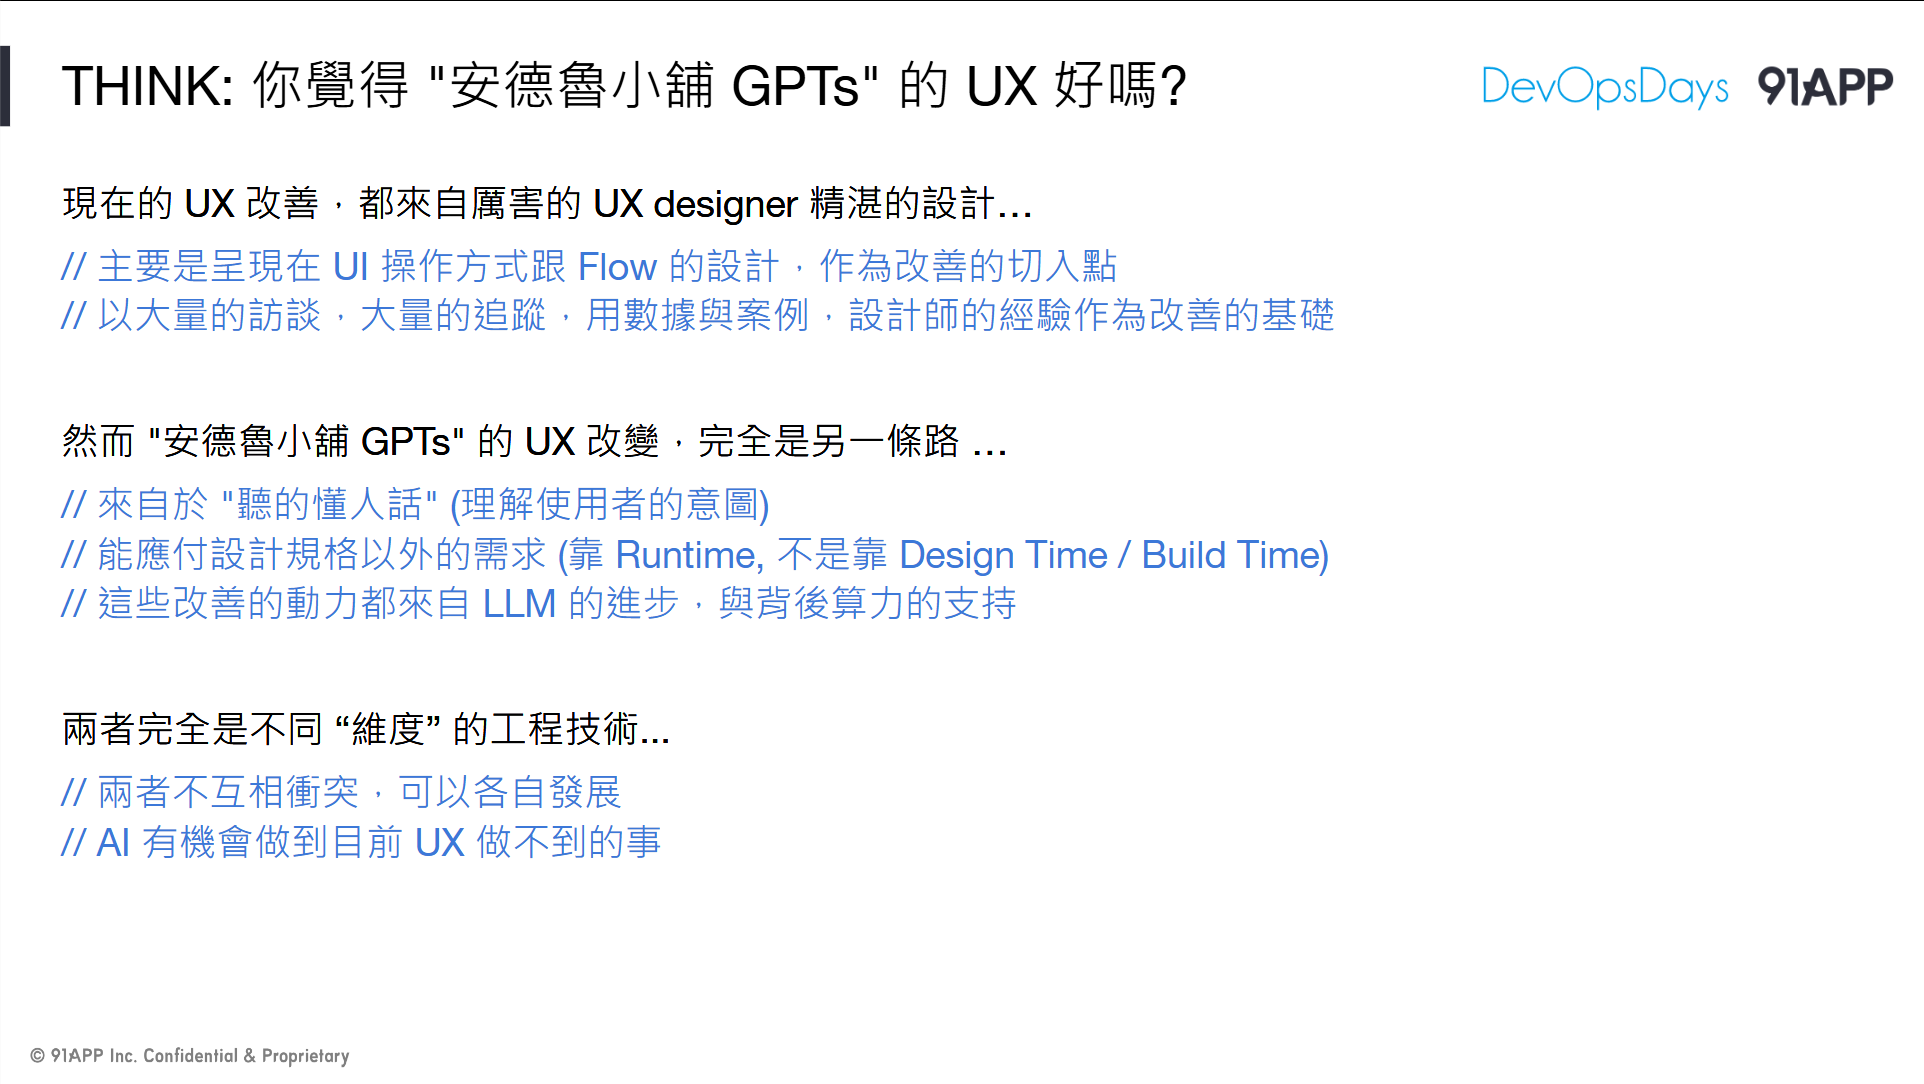 THINK: 你覺得 "安德魯小舖 GPTs" 的 UX 好嗎?
DevOpsDays 91APP
現在的 UX 改善，都來自厲害的 UX designer 精湛的設計…
// 主要是呈現在 UI 操作方式跟 Flow 的設計，作為改善的切入點
// 以大量的訪談，大量的追蹤，用數據與案例，設計師的經驗作為改善的基礎
然而 "安德魯小舖 GPTs" 的 UX 改變，完全是另一條路 …
// 來自於 "聽的懂人話" (理解使用者的意圖)
// 能應付設計規格以外的需求 (靠 Runtime, 不是靠 Design Time / Build Time)
// 這些改善的動力都來自 LLM 的進步，與背後算力的支持
兩者完全是不同 “維度” 的工程技術...
// 兩者不互相衝突，可以各自發展
// AI 有機會做到目前 UX 做不到的事
© 91APP Inc. Confidential & Proprietary